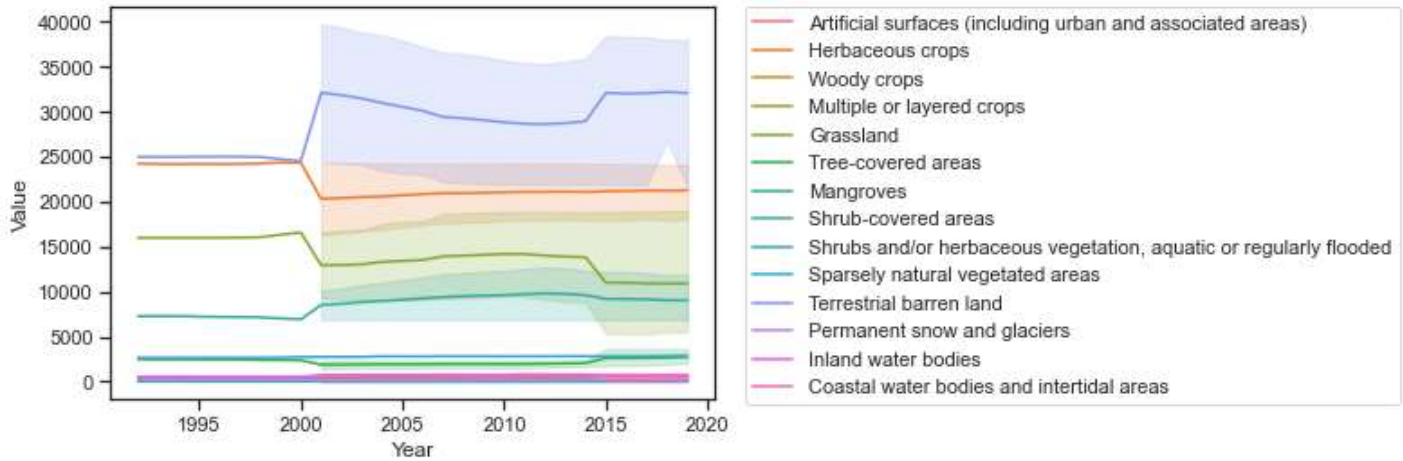 40000
35000
30000
25000
20000
15000
10000
5000
0
Value
1995 2000 2005 2010 2015 2020
Year
Artificial surfaces (including urban and associated areas)
Herbaceous crops
Woody crops
Multiple or layered crops
Grassland
Tree-covered areas
Mangroves
Shrub-covered areas
Shrubs and/or herbaceous vegetation, aquatic or regularly flooded
Sparsely natural vegetated areas
Terrestrial barren land
Permanent snow and glaciers
Inland water bodies
Coastal water bodies and intertidal areas